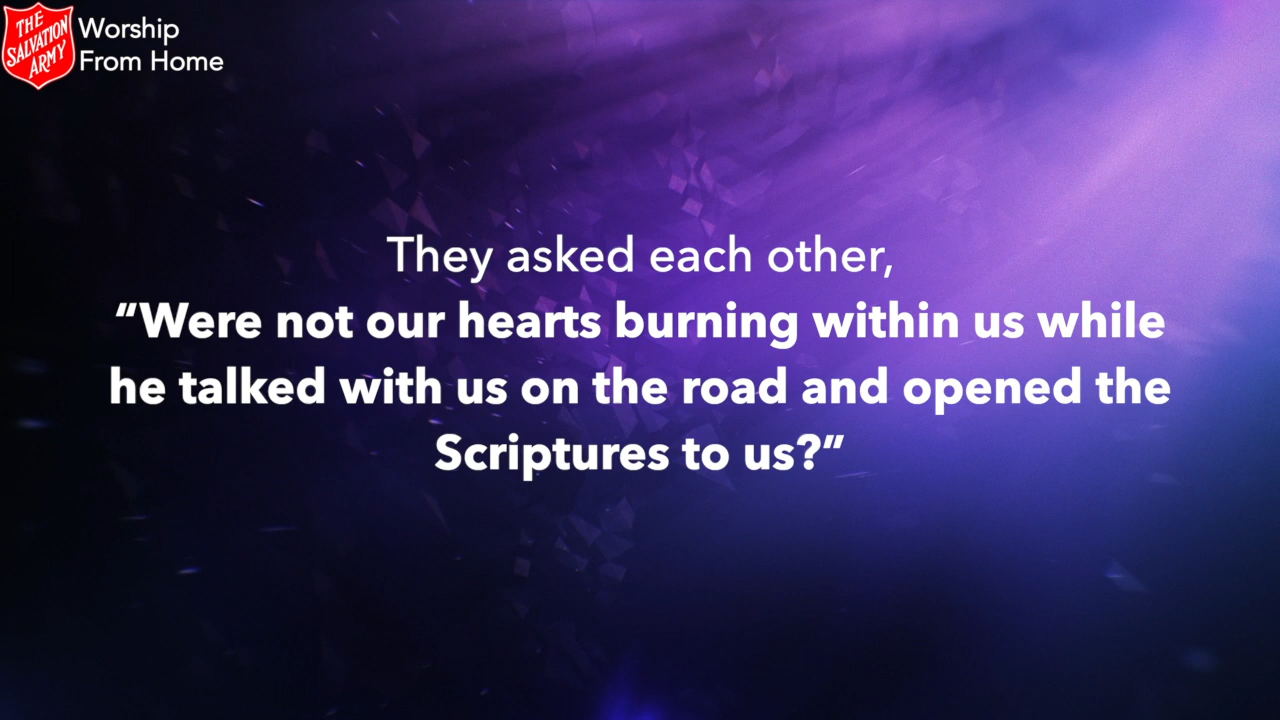 THE
SALVATION
ARMY
Worship
From Home
They asked each other,
“Were not our hearts burning within us while
he talked with us on the road and opened the
Scriptures to us?”